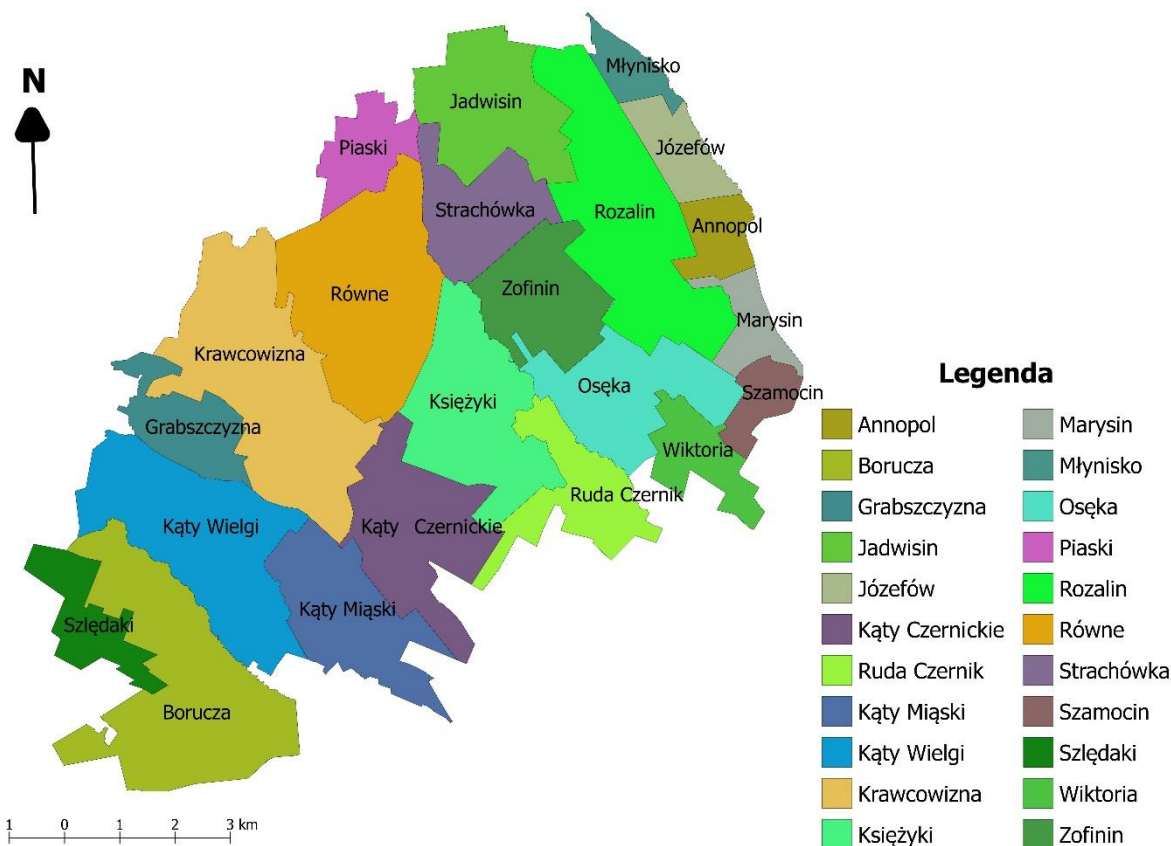 N
Młynisko
Jadwisin
Piaski
Józefów
Strachówka
Rozalin
Annopol
Zofinin
Równe
Marysin
Krawcowizna
Osęka
Szamocin
Księżyki
Grabszczyzna
Wiktoria
Ruda Czernik
Kąty Wielgi
Kąty Czernickie
Kąty Miąski
Szlędaki
Borucza
1 0 1 2 3 km
Legenda
Annopol
Borucza
Grabszczyzna
Jadwisin
Józefów
Kąty Czernickie
Ruda Czernik
Kąty Miąski
Kąty Wielgi
Krawcowizna
Księżyki
Marysin
Młynisko
Osęka
Piaski
Rozalin
Równe
Strachówka
Szamocin
Szlędaki
Wiktoria
Zofinin